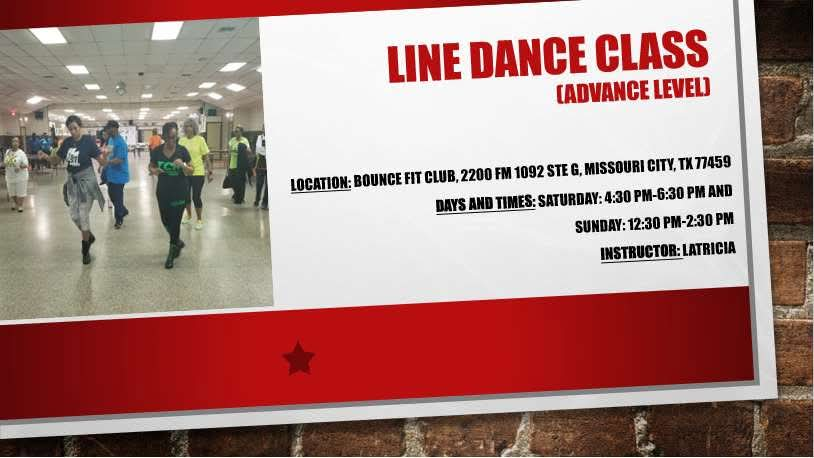 LINE DANCE CLASS
(ADVANCE LEVEL)
LOCATION: BOUNCE FIT CLUB, 2200 FM 1092 STE G, MISSOURI CITY, TX 77459
DAYS AND TIMES: SATURDAY: 4:30 PM-6:30 PM AND
SUNDAY: 12:30 PM-2:30 PM
INSTRUCTOR: LATRICIA